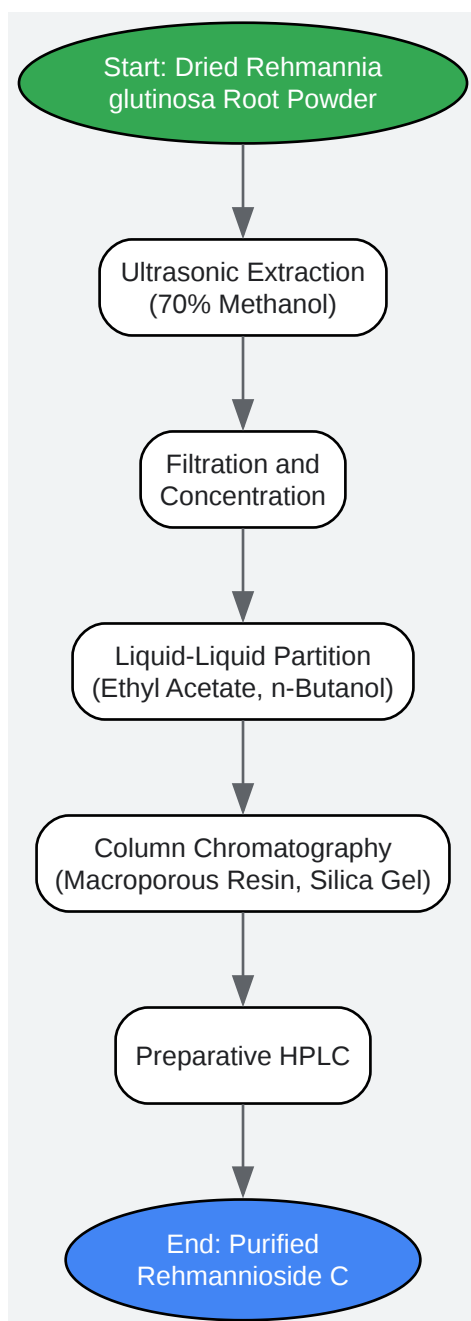 Start: Dried Rehmannia
glutinosa Root Powder
Ultrasonic Extraction
(70% Methanol)
Filtration and
Concentration
Liquid-Liquid Partition
(Ethyl Acetate, n-Butanol)
Column Chromatography
(Macroporous Resin, Silica Gel)
Preparative HPLC
End: Purified
Rehmannioside C